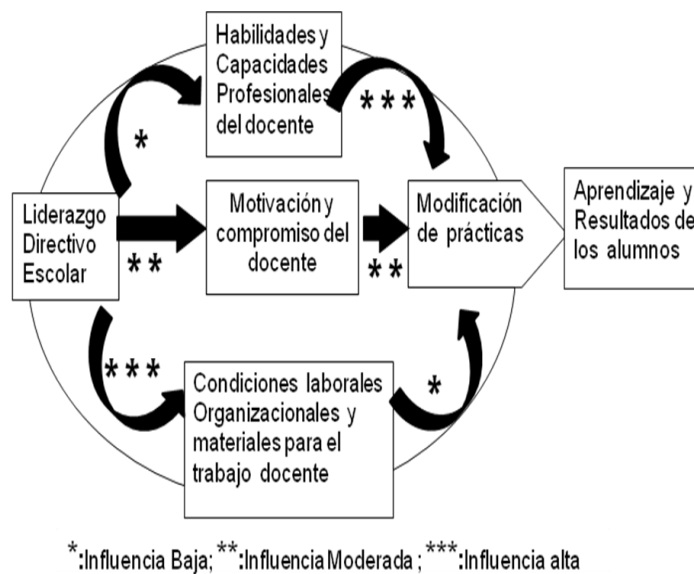 Habilidades y
Capacidades
Profesionales
del docente
***
*
Liderazgo
Directivo
Escolar
**
Motivación y
compromiso del
docente
**
Modificación
de prácticas
Aprendizaje y
Resultados de
los alumnos
***
Condiciones laborales
Organizacionales y
materiales para el
trabajo docente
*
*:Influencia Baja; **:Influencia Moderada ; ***:Influencia alta